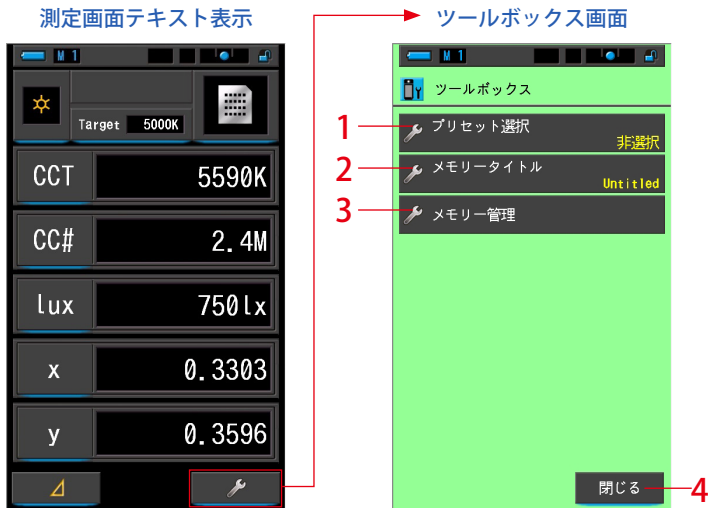 測定画面テキスト表示
M 1
Target 5000K
CCT 5590K
CC# 2.4M
lux 750lx
x 0.3303
y 0.3596
ツールボックス画面
M 1
ツールボックス
1 プリセット選択
非選択
2 メモリータイトル
Untitled
3 メモリー管理
閉じる 4